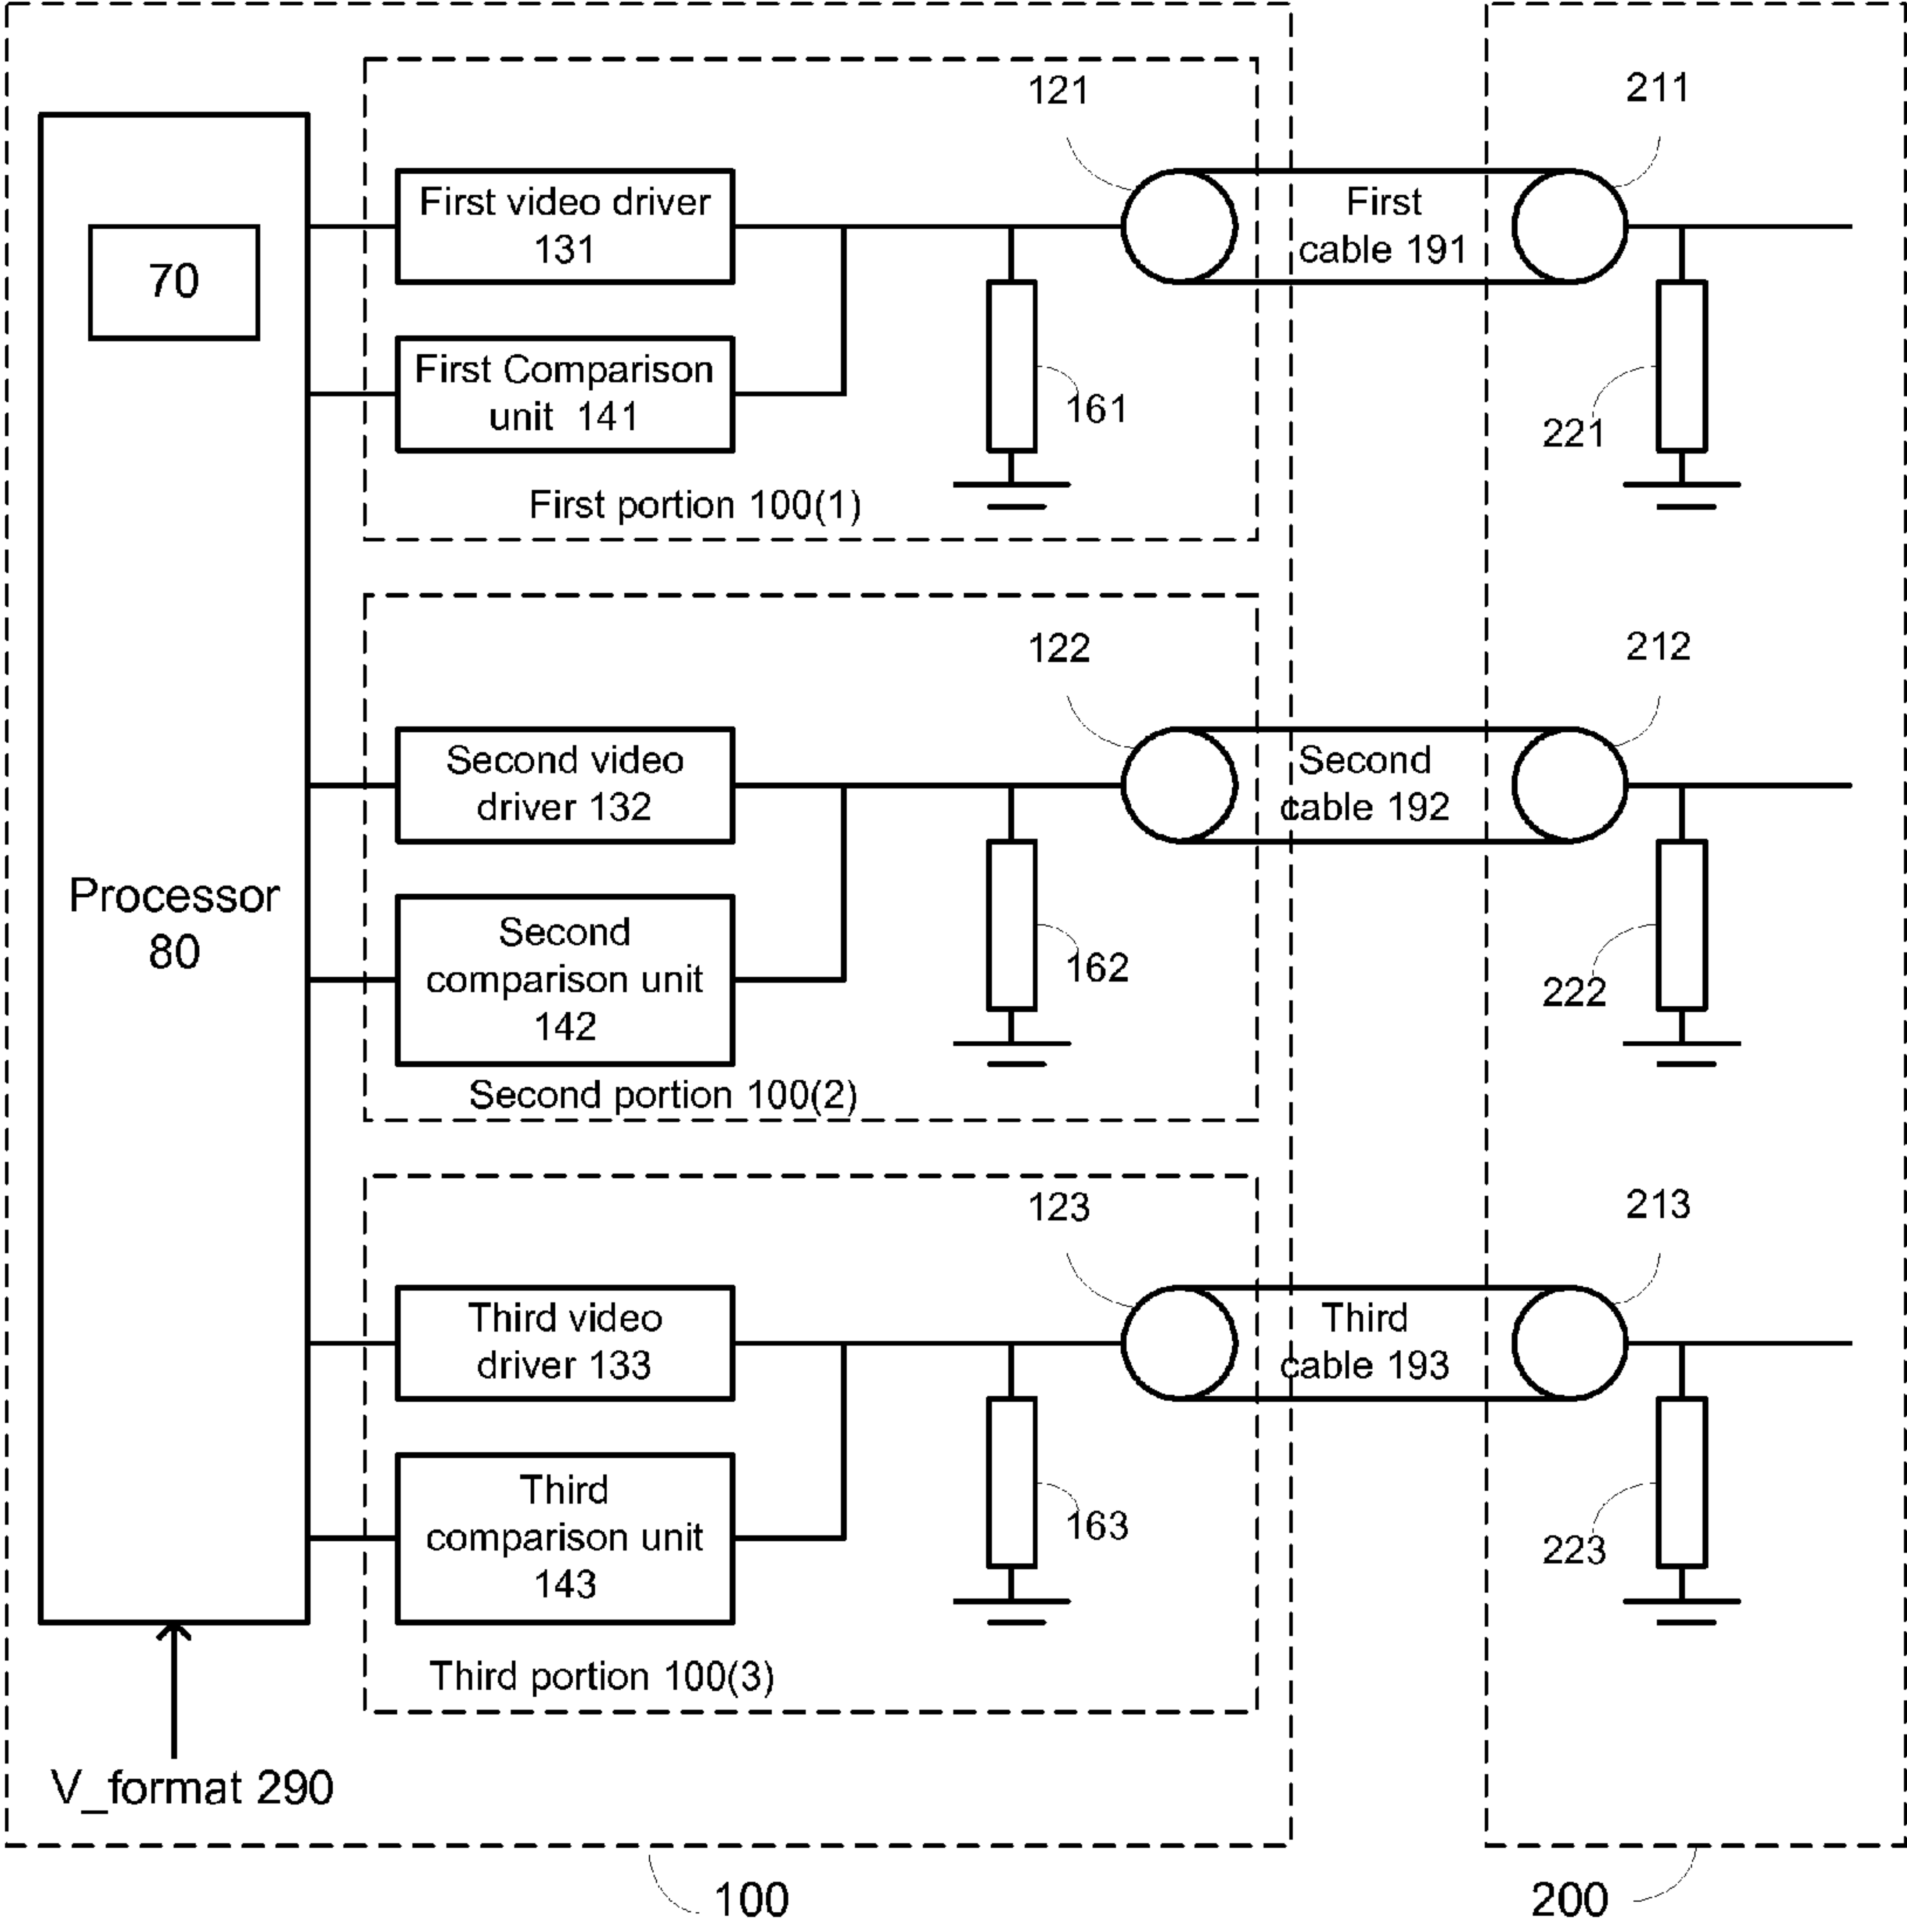 121
211
First video driver
131
First
cable 191
70
First Comparison
unit 141
161
221
First portion 100(1)
122
212
Second video
driver 132
Second
cable 192
Processor
80
Second
comparison unit
142
162
222
Second portion 100(2)
123
213
Third video
driver 133
Third
cable 193
Third
comparison unit
143
163
223
Third portion 100(3)
V_format 290
100
200